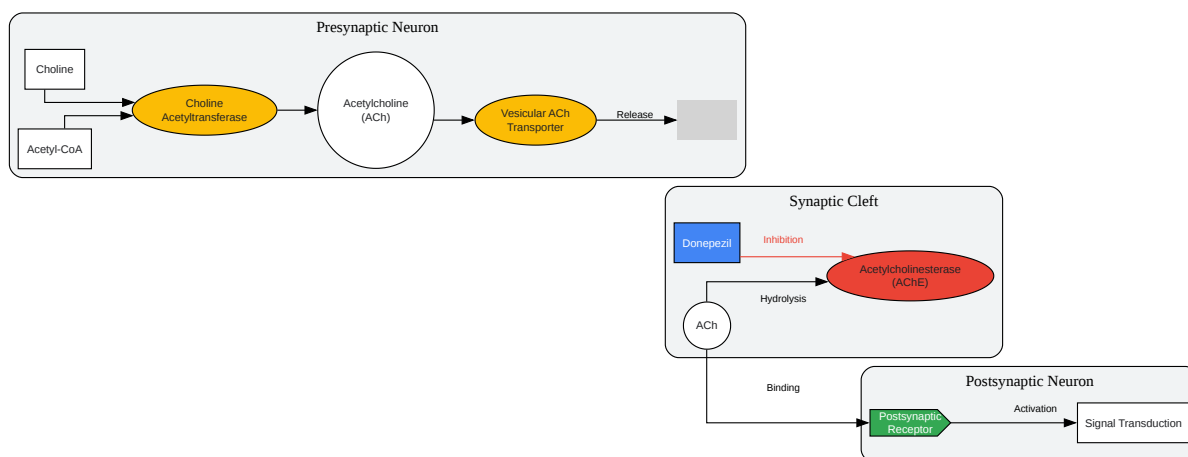 Presynaptic Neuron
Choline
Acetyl-CoA
Choline
Acetyltransferase
Acetylcholine
(ACh)
Vesicular ACh
Transporter
Release
Synaptic Cleft
Donepezil
Inhibition
Acetylcholinesterase
(AChE)
Hydrolysis
ACh
Binding
Postsynaptic Neuron
Postsynaptic
Receptor
Activation
Signal Transduction